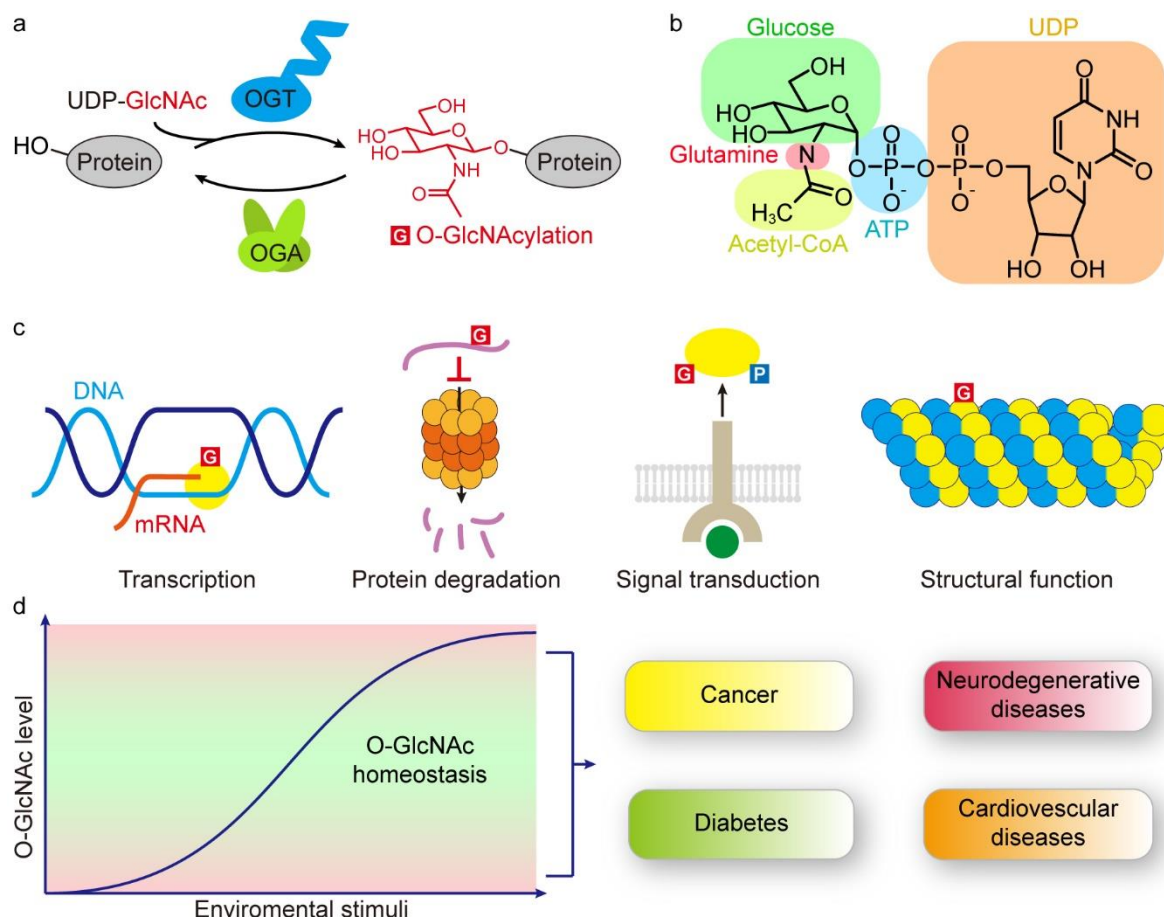 a
OGT
UDP-GlcNAc
HO
Protein
OGA
OH
HO
HO
O
O
NH
O
Protein
G O-GlcNAcylation
b
Glucose
UDP
OH
HO
HO
O
Glutamine
N
O
O
H3C
Acetyl-CoA
O
P
O-
ATP
O
O
P
O-
O
O
NH
N
O
O
HO
OH
c
DNA
G
mRNA
Transcription
G
Protein degradation
G
P
Signal transduction
G
Structural function
d
O-GlcNAc level
O-GlcNAc
homeostasis
Enviromental stimuli
Cancer
Neurodegenerative
diseases
Diabetes
Cardiovescular
diseases